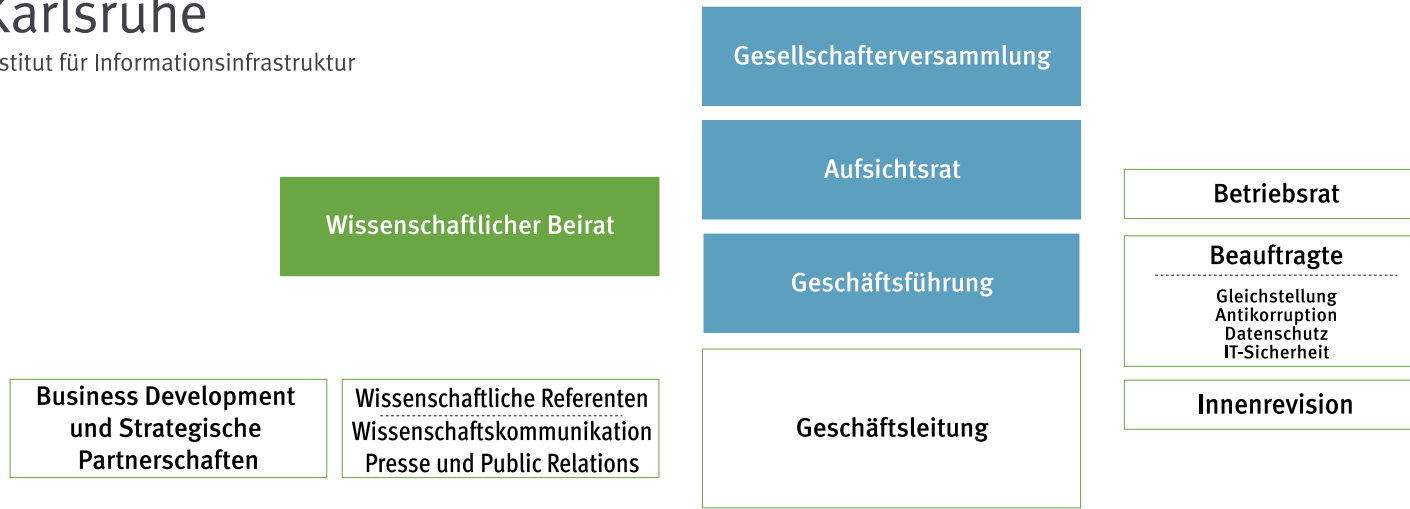 Karlsruhe
nstitut für Informationsinfrastruktur
Gesellschafterversammlung
Aufsichtsrat
Geschäftsführung
Geschäftsleitung
Wissenschaftlicher Beirat
Business Development
und Strategische
Partnerschaften
Wissenschaftliche Referenten
Wissenschaftskommunikation
Presse und Public Relations
Betriebsrat
Beauftragte
Gleichstellung
Antikorruption
Datenschutz
IT-Sicherheit
Innenrevision